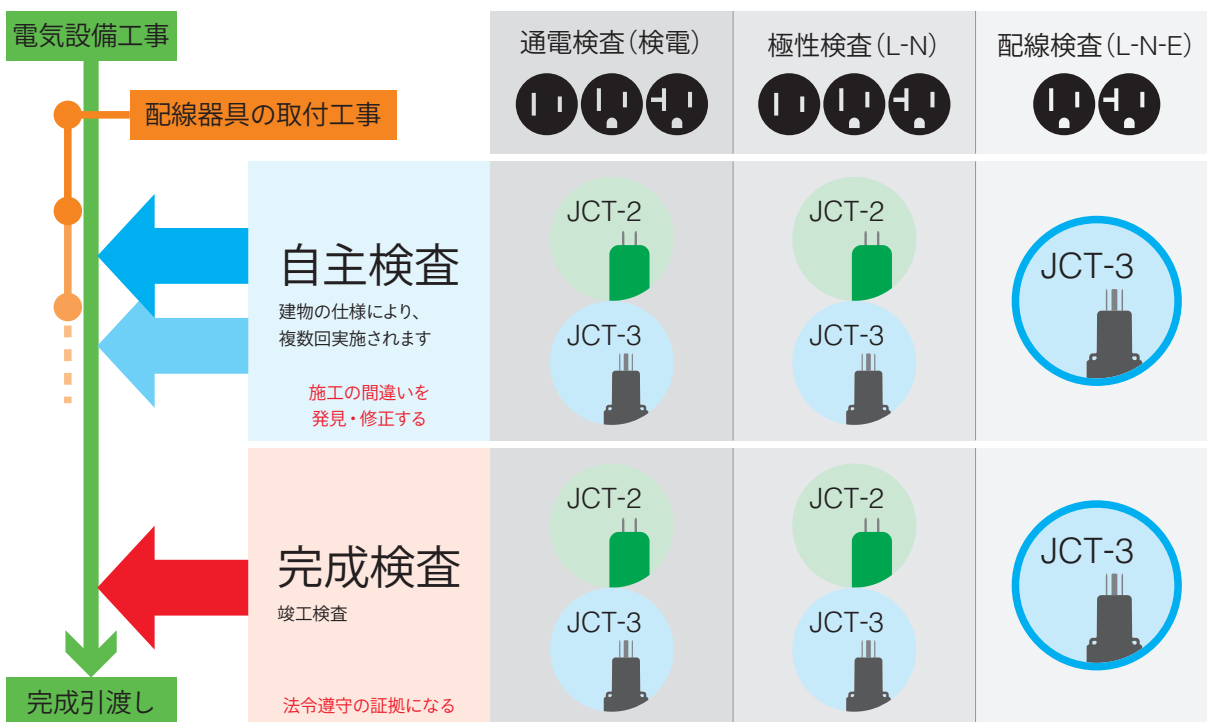 電気設備工事
配線器具の取付工事
通電検査(検電)
極性検査(L-N)
配線検査(L-N-E)
自主検査
建物の仕様により、
複数回実施されます
施工の間違いを
発見・修正する
JCT-2
JCT-3
JCT-2
JCT-3
JCT-3
完成検査
竣工検査
法令遵守の証拠になる
JCT-2
JCT-3
JCT-2
JCT-3
JCT-3
完成引渡し